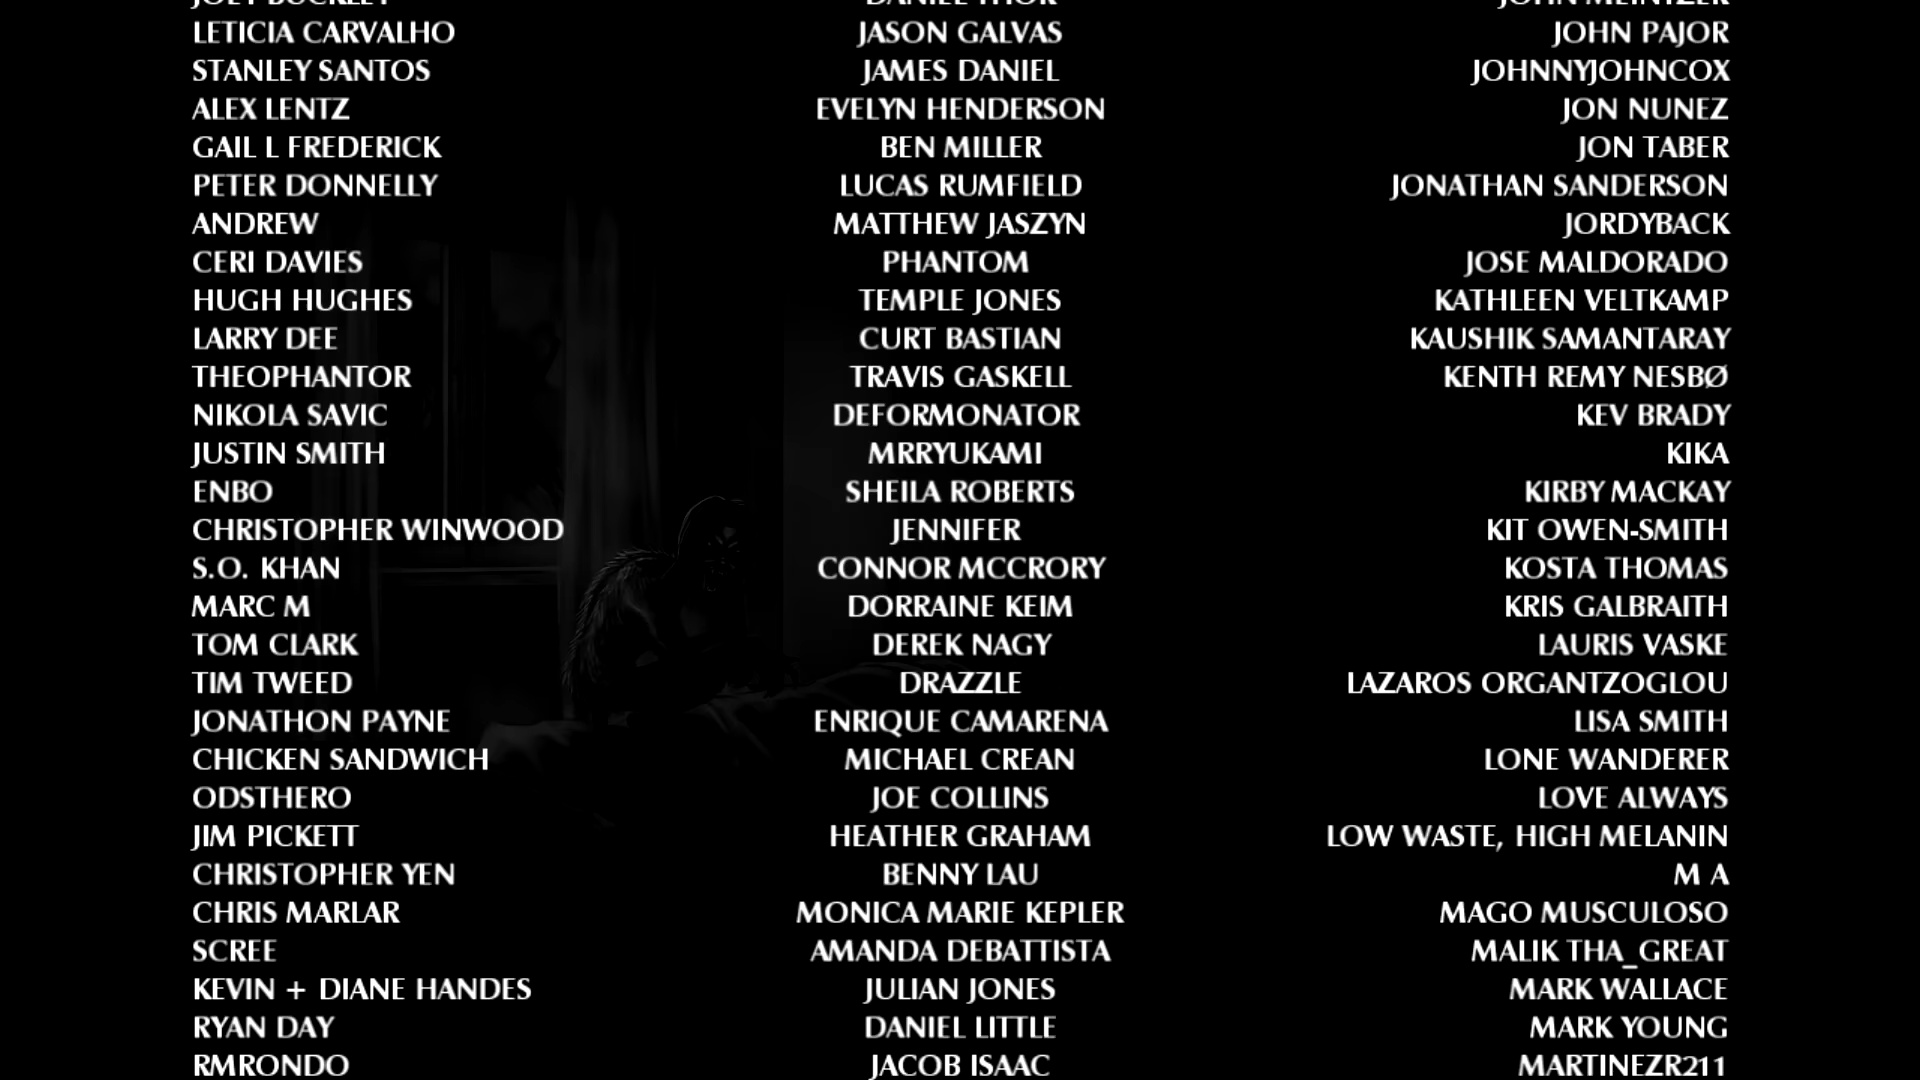 JOEY BUCKLEY
LETICIA CARVALHO
STANLEY SANTOS
ALEX LENTZ
GAIL L FREDERICK
PETER DONNELLY
ANDREW
CERI DAVIES
HUGH HUGHES
LARRY DEE
THEOPHANTOR
NIKOLA SAVIC
JUSTIN SMITH
ENBO
CHRISTOPHER WINWOOD
S.O. KHAN
MARC M
TOM CLARK
TIM TWEED
JONATHON PAYNE
CHICKEN SANDWICH
ODSTHERO
JIM PICKETT
CHRISTOPHER YEN
CHRIS MARLAR
SCREE
KEVIN + DIANE HANDES
RYAN DAY
RMRONDO
DANIEL THOR
JASON GALVAS
JAMES DANIEL
EVELYN HENDERSON
BEN MILLER
LUCAS RUMFIELD
MATTHEW JASZYN
PHANTOM
TEMPLE JONES
CURT BASTIAN
TRAVIS GASKELL
DEFORMONATOR
MRRYUKAMI
SHEILA ROBERTS
JENNIFER
CONNOR MCCRORY
DORRAINE KEIM
DEREK NAGY
DRAZZLE
ENRIQUE CAMARENA
MICHAEL CREAN
JOE COLLINS
HEATHER GRAHAM
BENNY LAU
MONICA MARIE KEPLER
AMANDA DEBATTISTA
JULIAN JONES
DANIEL LITTLE
JACOB ISAAC
JOHN MEINTZER
JOHN PAJOR
JOHNNYJOHNCOX
JON NUNEZ
JON TABER
JONATHAN SANDERSON
JORDYBACK
JOSE MALDORADO
KATHLEEN VELTKAMP
KAUSHIK SAMANTARAY
KENTH REMY NESBØ
KEV BRADY
KIKA
KIRBY MACKAY
KIT OWEN-SMITH
KOSTA THOMAS
KRIS GALBRAITH
LAURIS VASKE
LAZAROS ORGANTZOGLOU
LISA SMITH
LONE WANDERER
LOVE ALWAYS
LOW WASTE, HIGH MELANIN
M A
MAGO MUSCULOSO
MALIK THA_GREAT
MARK WALLACE
MARK YOUNG
MARTINEZR211